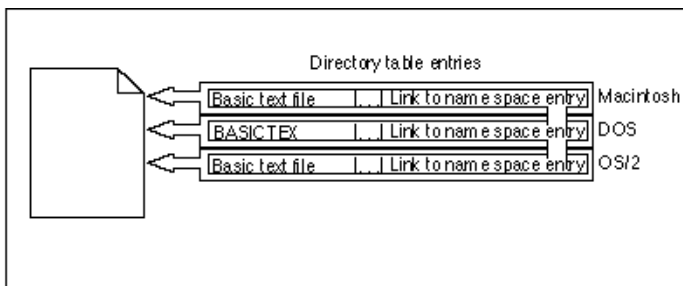 Directory table entries
Basic text file |...| Link to name space entry Macintosh
BASICTEX |...| Link to name space entry DOS
Basic text file |...| Link to name space entry OS/2